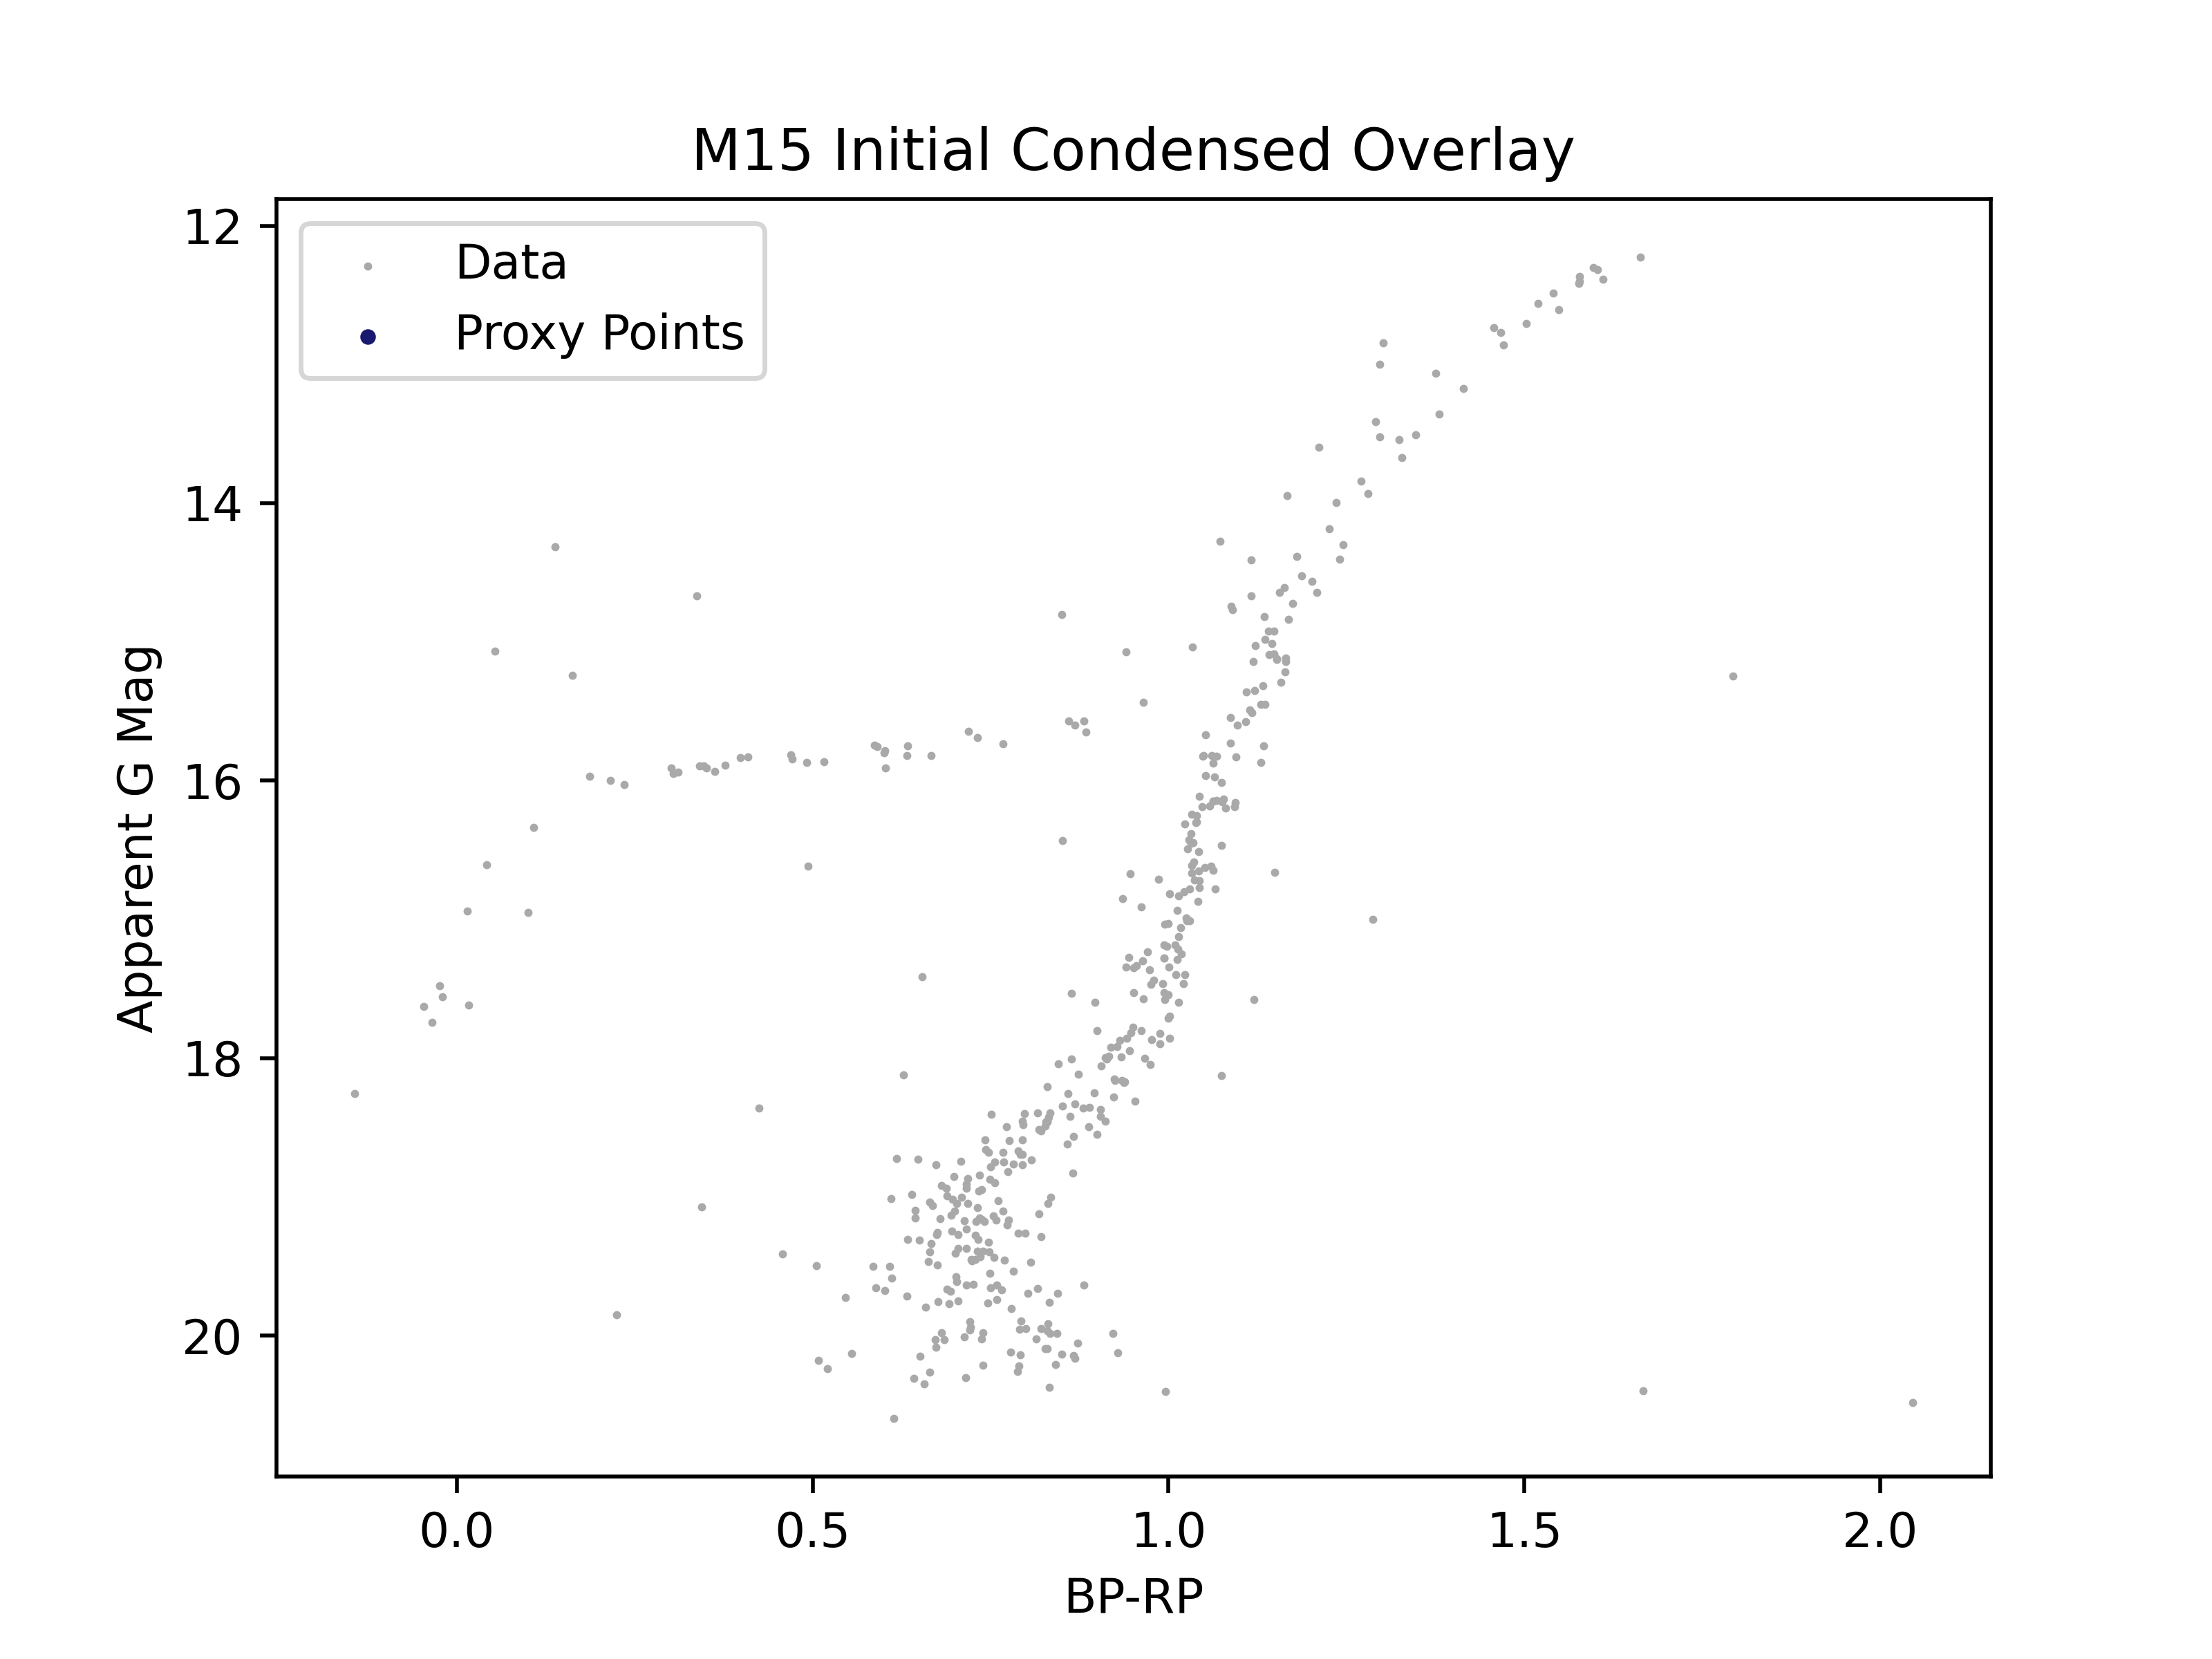 M15 Initial Condensed Overlay
Data
Proxy Points
12
14
16
18
20
Apparent G Mag
0.0
0.5
1.0
1.5
2.0
BP-RP